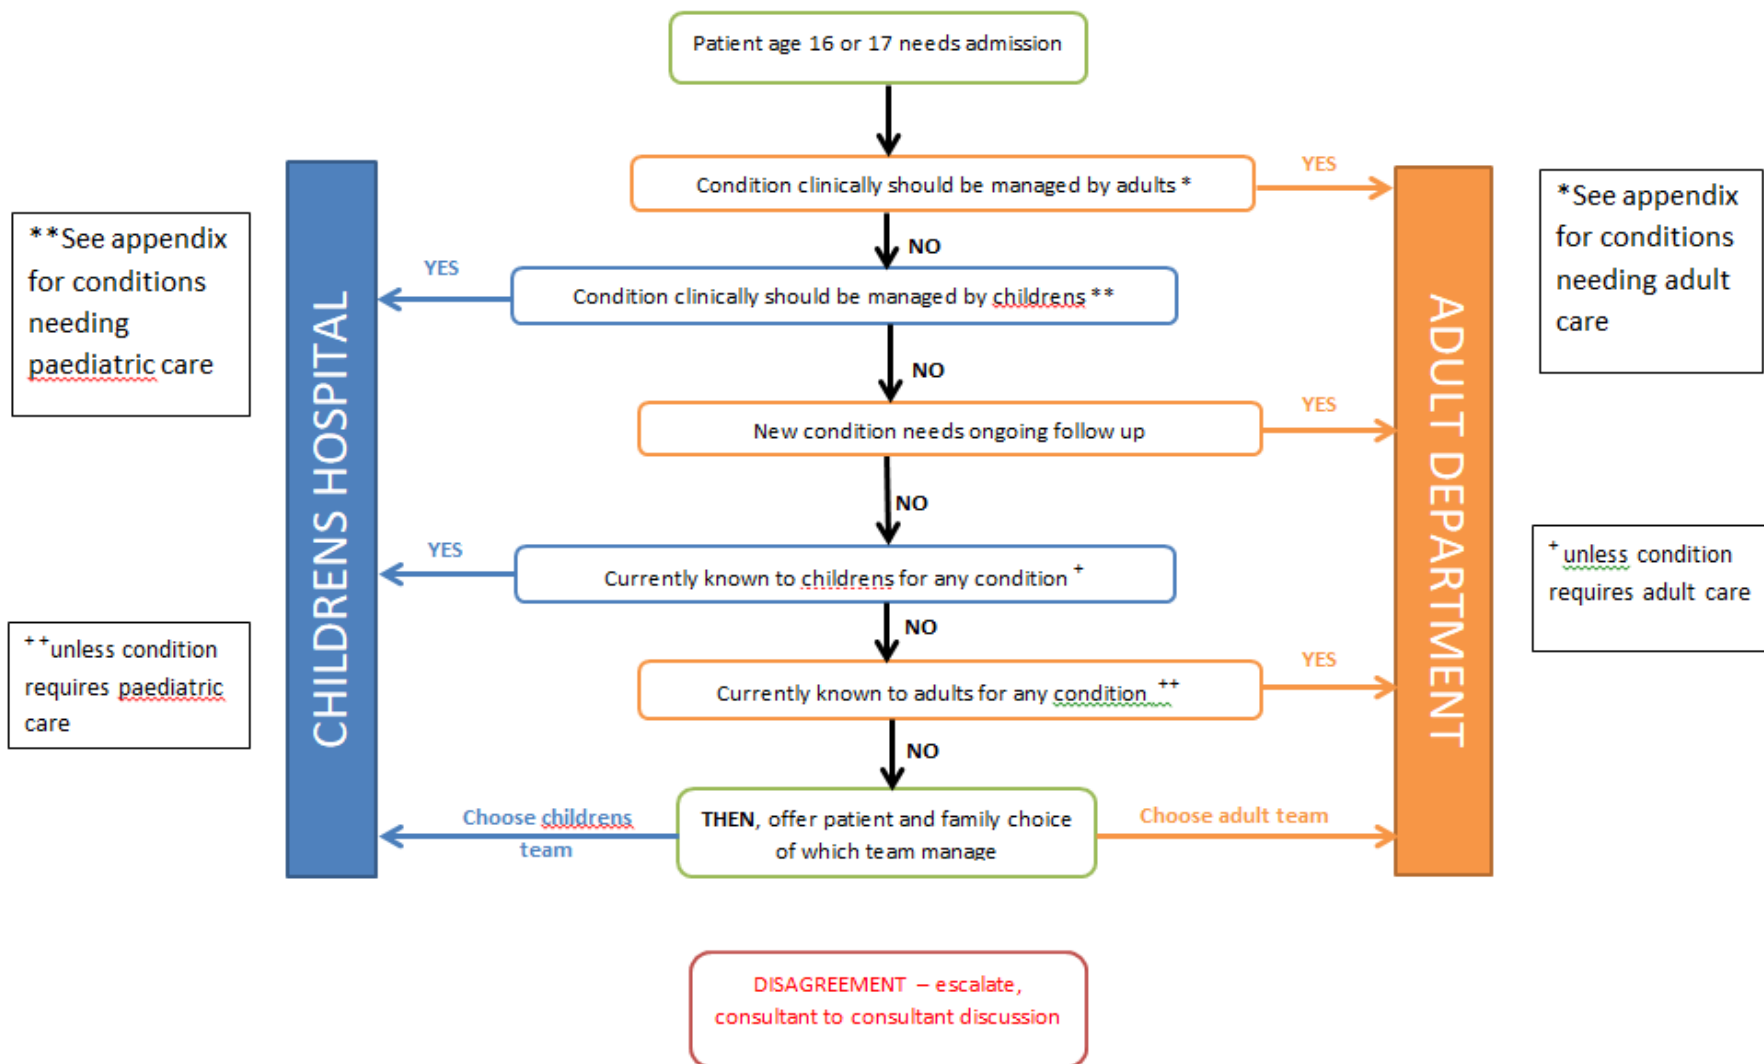 Patient age 16 or 17 needs admission
Condition clinically should be managed by adults *
YES
NO
**See appendix
for conditions
needing
paediatric care
*See appendix
for conditions
needing adult
care
YES
Condition clinically should be managed by childrens **
NO
CHILDRENS HOSPITAL
ADULT DEPARTMENT
New condition needs ongoing follow up
YES
NO
YES
Currently known to childrens for any condition +
+ unless condition
requires adult care
NO
++unless condition
requires paediatric
care
Currently known to adults for any condition ++
YES
NO
Choose childrens
team
THEN, offer patient and family choice
of which team manage
Choose adult team
DISAGREEMENT – escalate,
consultant to consultant discussion